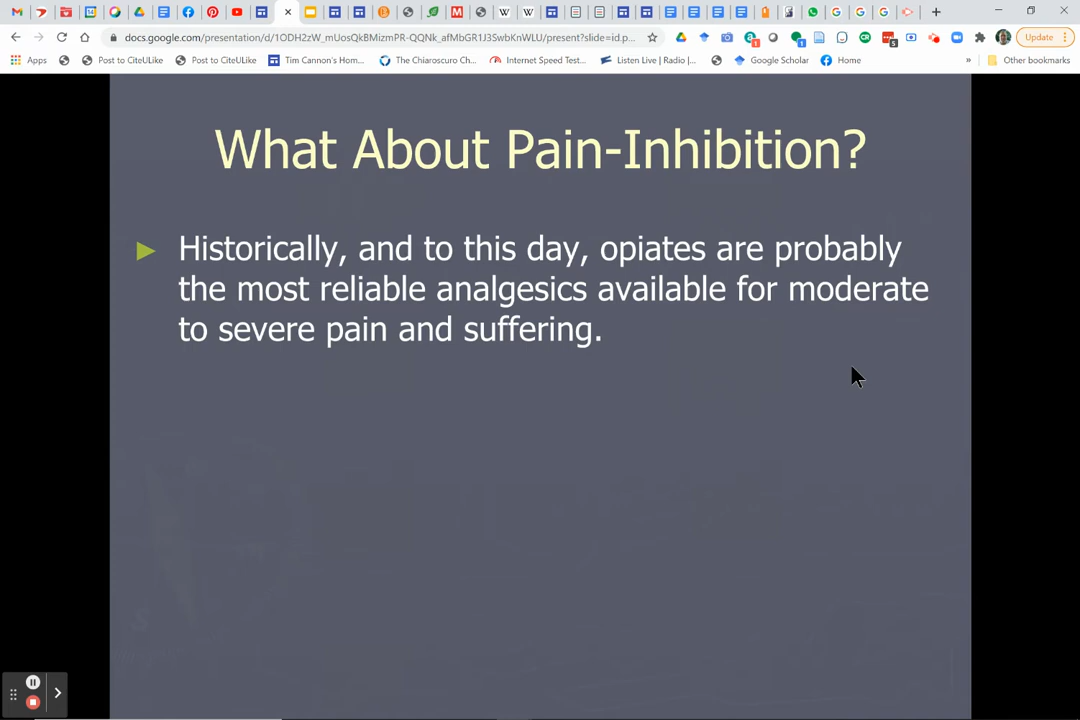 docs.google.com/presentation/d/1ODH2zW_mUosQkBMizmPR-QQNk_afMbGR1J3SwbKnWLU/present?slide=id.p...
Update
Apps
Post to CiteULike
Post to CiteULike
Tim Cannon's Hom...
The Chiaroscuro Ch...
Internet Speed Test...
Listen Live | Radio |...
Google Scholar
Home
»
Other bookmarks
What About Pain-Inhibition?
Historically, and to this day, opiates are probably
the most reliable analgesics available for moderate
to severe pain and suffering.